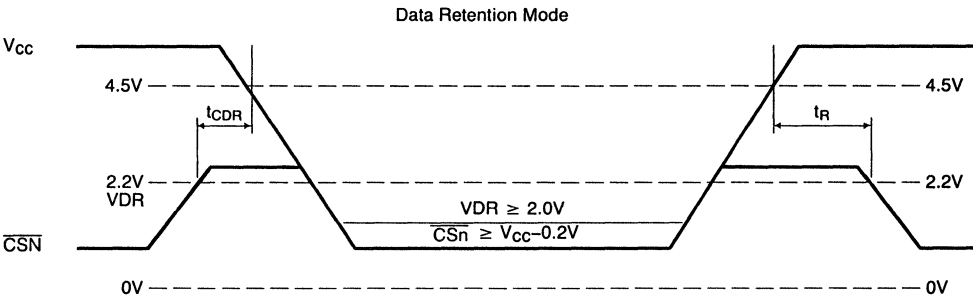 Data Retention Mode
VCC
4.5V
4.5V
tCDR
tR
2.2V
2.2V
VDR
VDR ≥ 2.0V
CSn ≥ VCC–0.2V
CSN
0V
0V